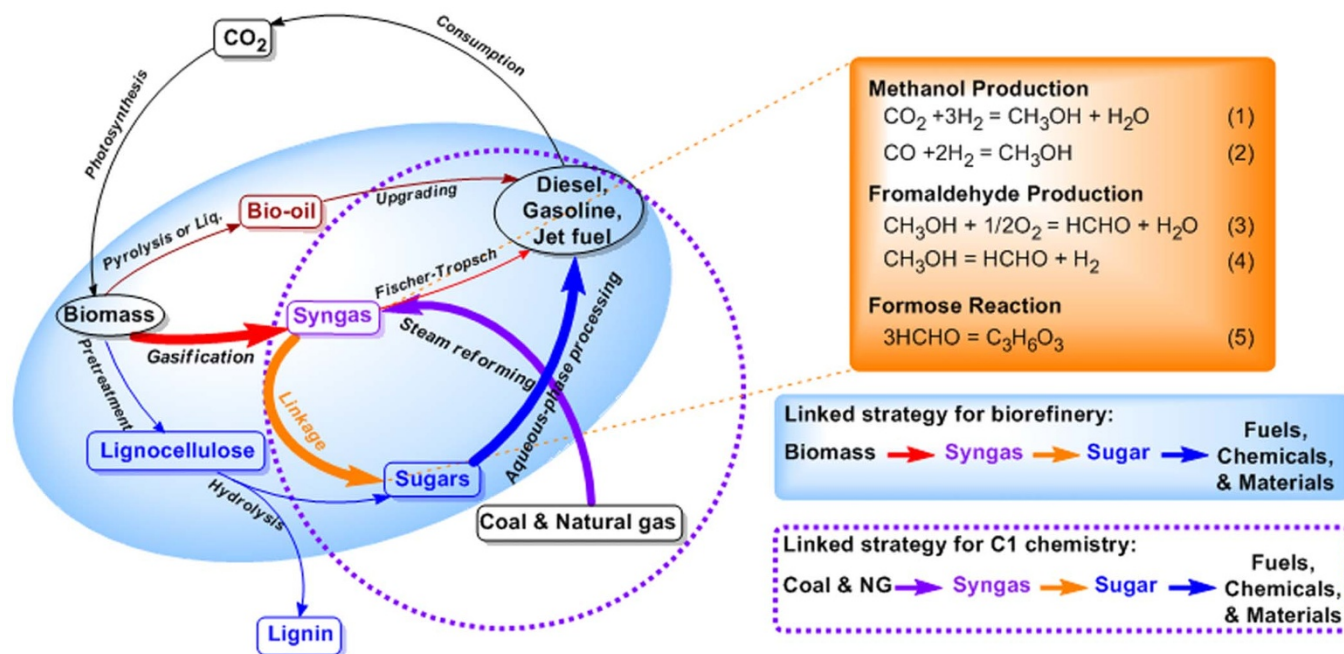 CO₂
Consumption
Photosynthesis
Diesel,
Gasoline,
Jet fuel
Bio-oil
Upgrading
Pyrolysis or Liq.
Fischer-Tropsch
Biomass
Syngas
Gasification
Steam reforming
Pretreatment
Linkage
Aqueous-phase processing
Lignocellulose
Sugars
Hydrolysis
Coal & Natural gas
Lignin
Methanol Production
CO₂ +3H₂ = CH₃OH + H₂O (1)
CO +2H₂ = CH₃OH (2)
Fromaldehyde Production
CH₃OH + 1/2O₂ = HCHO + H₂O (3)
CH₃OH = HCHO + H₂ (4)
Formose Reaction
3HCHO = C₃H₆O₃ (5)
Linked strategy for biorefinery:
Biomass Syngas Sugar Fuels,
Chemicals,
& Materials
Linked strategy for C1 chemistry:
Coal & NG Syngas Sugar Fuels,
Chemicals,
& Materials